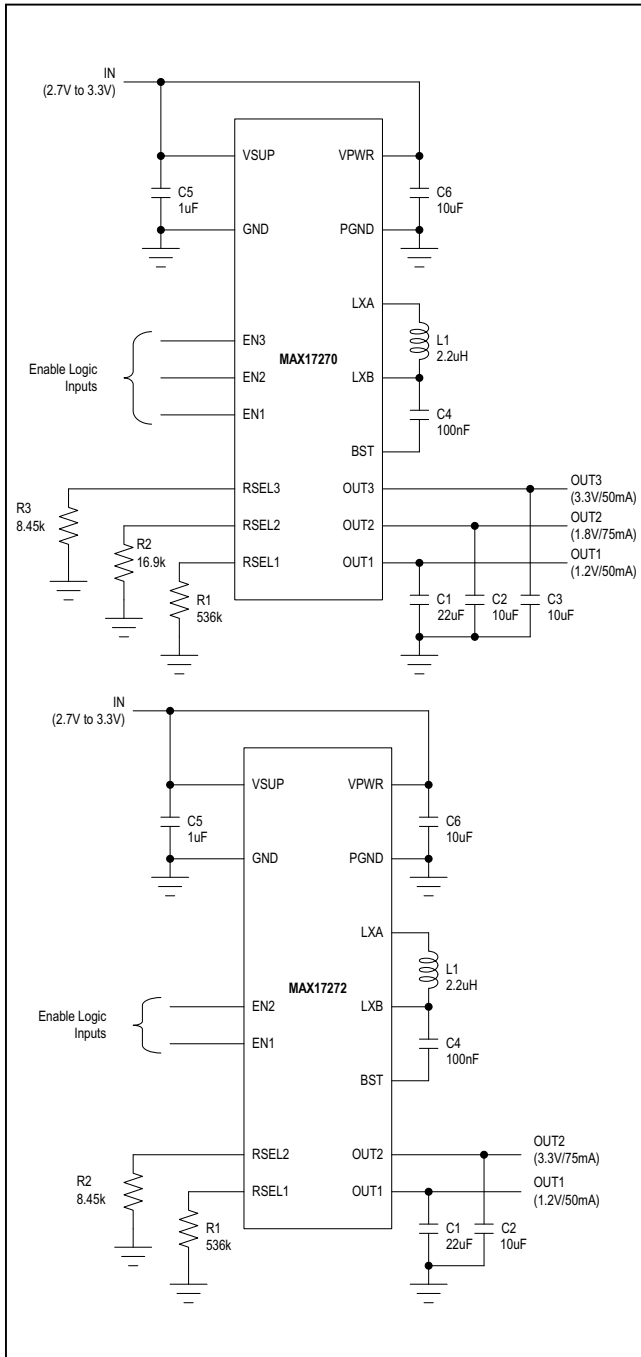 IN
(2.7V to 3.3V)
VSUP
VPWR
C5
1uF
C6
10uF
GND
PGND
LXA
L1
2.2uH
EN3
MAX17270
Enable Logic
Inputs
EN2
LXB
EN1
C4
100nF
BST
RSEL3
OUT3
OUT3
(3.3V/50mA)
R3
8.45k
RSEL2
OUT2
OUT2
(1.8V/75mA)
R2
16.9k
RSEL1
OUT1
OUT1
(1.2V/50mA)
R1
536k
C1
22uF
C2
10uF
C3
10uF
IN
(2.7V to 3.3V)
VSUP
VPWR
C5
1uF
C6
10uF
GND
PGND
LXA
L1
2.2uH
MAX17272
Enable Logic
Inputs
EN2
LXB
EN1
C4
100nF
BST
RSEL2
OUT2
OUT2
(3.3V/75mA)
R2
8.45k
RSEL1
OUT1
OUT1
(1.2V/50mA)
R1
536k
C1
22uF
C2
10uF